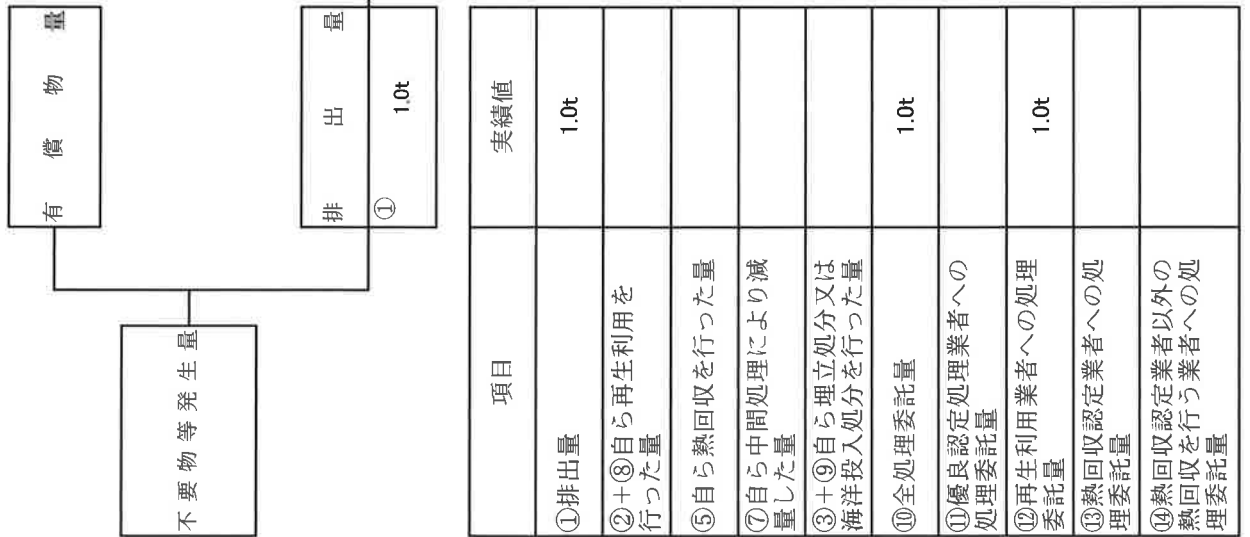 有償物量
不要物等発生量
排出量
①
1.0t
項目
実績値
①排出量
1.0t
②+⑧自ら再生利用を
行った量
⑤自ら熱回収を行った量
⑦自ら中間処理により減
量した量
③+⑨自ら埋立処分又は
海洋投入処分を行った量
⑩全処理委託量
1.0t
⑪優良認定処理業者への
処理委託量
⑫再生利用業者への処理
委託量
1.0t
⑬熱回収認定業者への処
理委託量
⑭熱回収認定業者以外の
熱回収を行う業者への処
理委託量